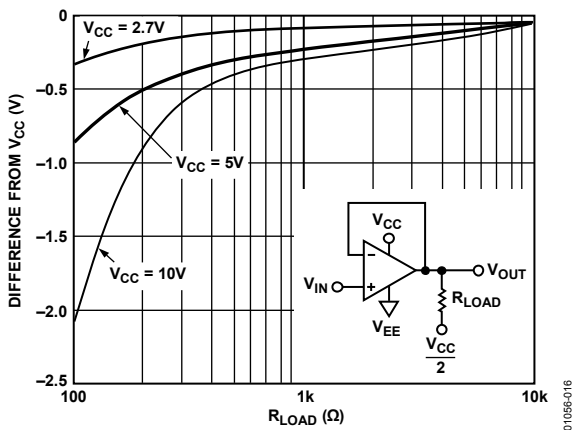 0
–0.5
–1.0
–1.5
–2.0
–2.5
DIFFERENCE FROM VCC (V)
VCC = 2.7V
VCC = 5V
VCC = 10V
VCC
–
+
VIN
VEE
VOUT
RLOAD
VCC
2
100
1k
10k
RLOAD (Ω)
01056-016